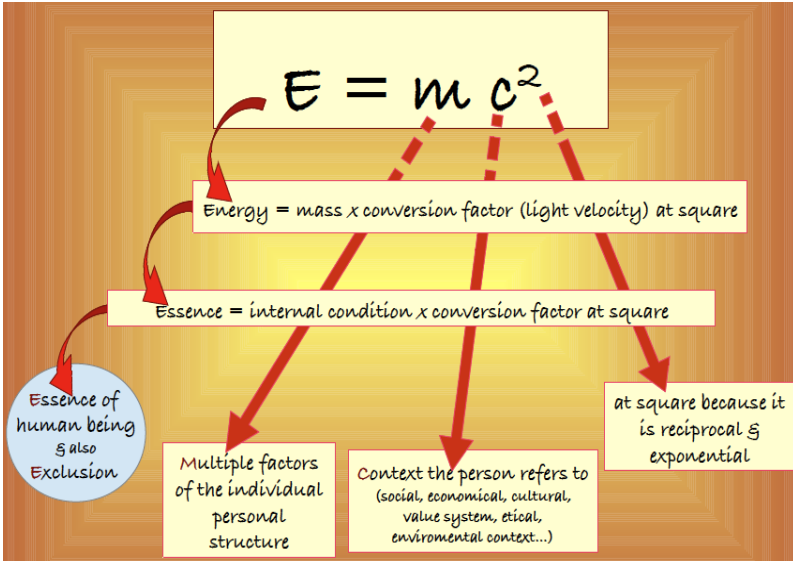 E = m c²
Energy = mass x conversion factor (light velocity) at square
Essence = internal condition x conversion factor at square
Essence of
human being
& also
Exclusion
Multiple factors
of the individual
personal
structure
Context the person refers to
(social, economical, cultural,
value system, etical,
enviromental context...)
at square because it
is reciprocal &
exponential